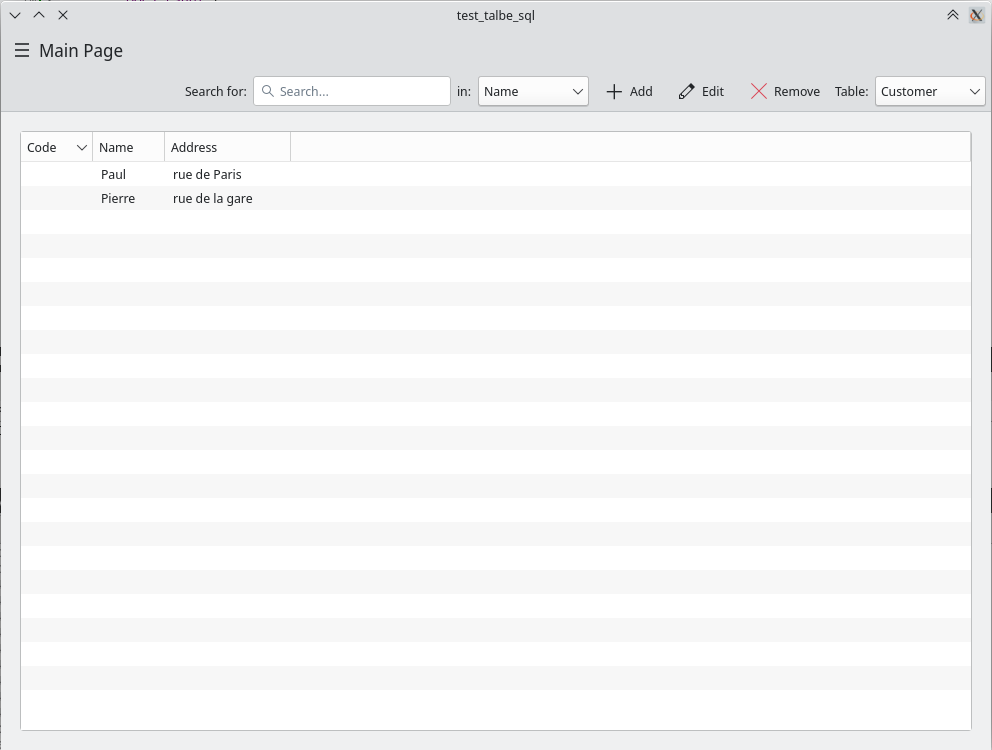 test_talbe_sql
Main Page
Search for: Search... in: Name Add Edit Remove Table: Customer
Code Name Address
Paul rue de Paris
Pierre rue de la gare